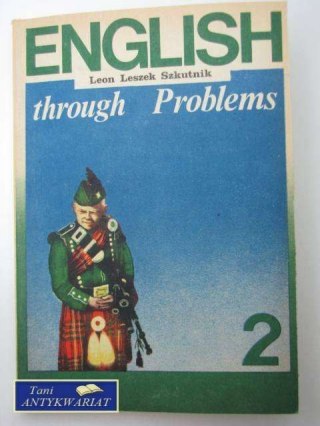 ENGLISH
Leon Leszek Szkutnik
through Problems
2
Tani
ANTYKWARIAT